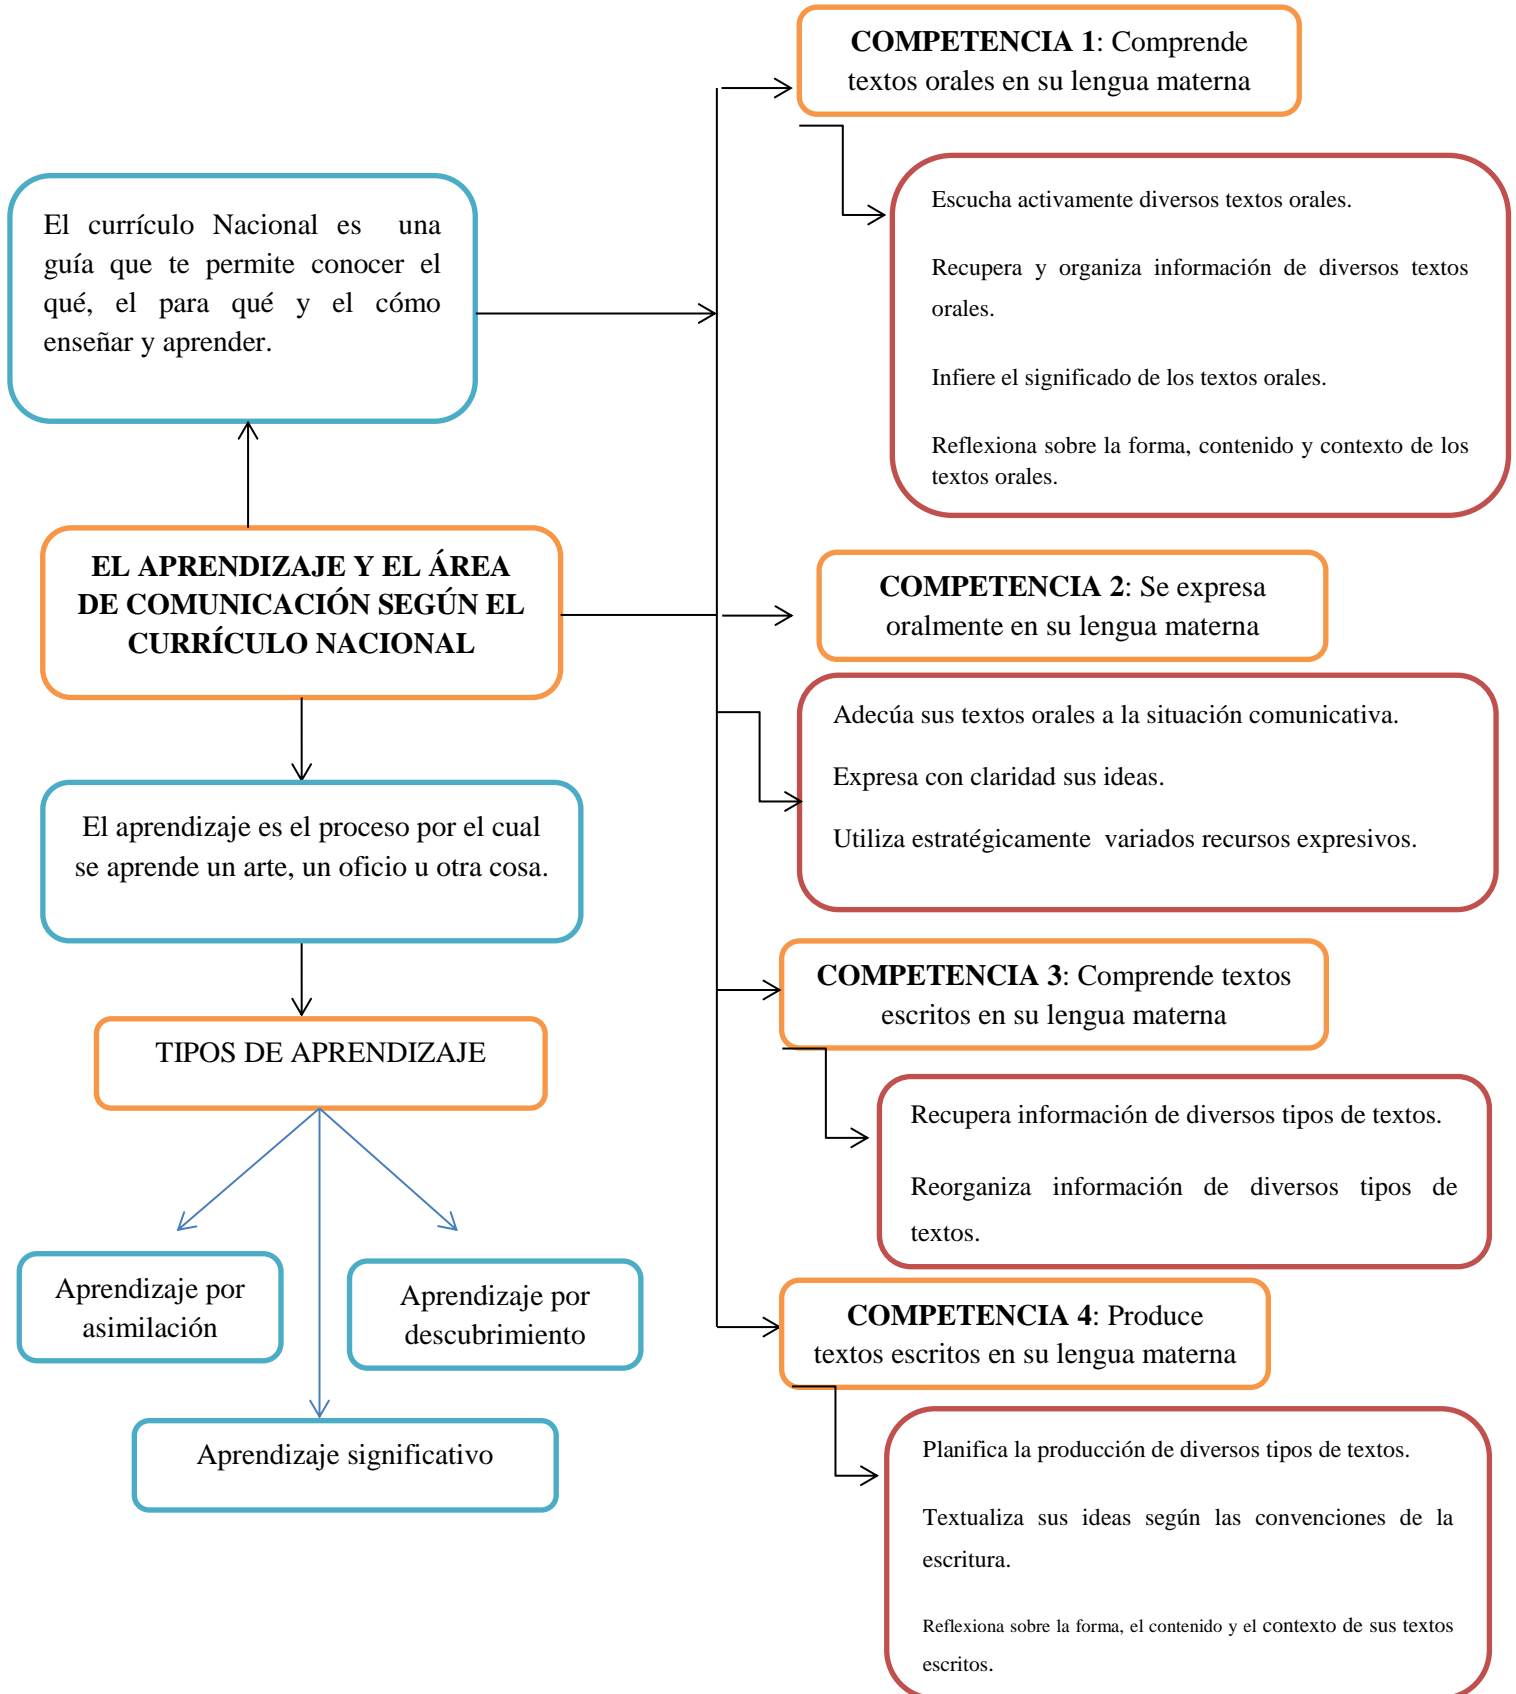 COMPETENCIA 1: Comprende
textos orales en su lengua materna
Escucha activamente diversos textos orales.
Recupera y organiza información de diversos textos
orales.
Infiere el significado de los textos orales.
Reflexiona sobre la forma, contenido y contexto de los
textos orales.
El currículo Nacional es una
guía que te permite conocer el
qué, el para qué y el cómo
enseñar y aprender.
EL APRENDIZAJE Y EL ÁREA
DE COMUNICACIÓN SEGÚN EL
CURRÍCULO NACIONAL
COMPETENCIA 2: Se expresa
oralmente en su lengua materna
Adecúa sus textos orales a la situación comunicativa.
Expresa con claridad sus ideas.
Utiliza estratégicamente variados recursos expresivos.
El aprendizaje es el proceso por el cual
se aprende un arte, un oficio u otra cosa.
TIPOS DE APRENDIZAJE
Aprendizaje por
asimilación
Aprendizaje por
descubrimiento
Aprendizaje significativo
COMPETENCIA 3: Comprende textos
escritos en su lengua materna
Recupera información de diversos tipos de textos.
Reorganiza información de diversos tipos de
textos.
COMPETENCIA 4: Produce
textos escritos en su lengua materna
Planifica la producción de diversos tipos de textos.
Textualiza sus ideas según las convenciones de la
escritura.
Reflexiona sobre la forma, el contenido y el contexto de sus textos
escritos.